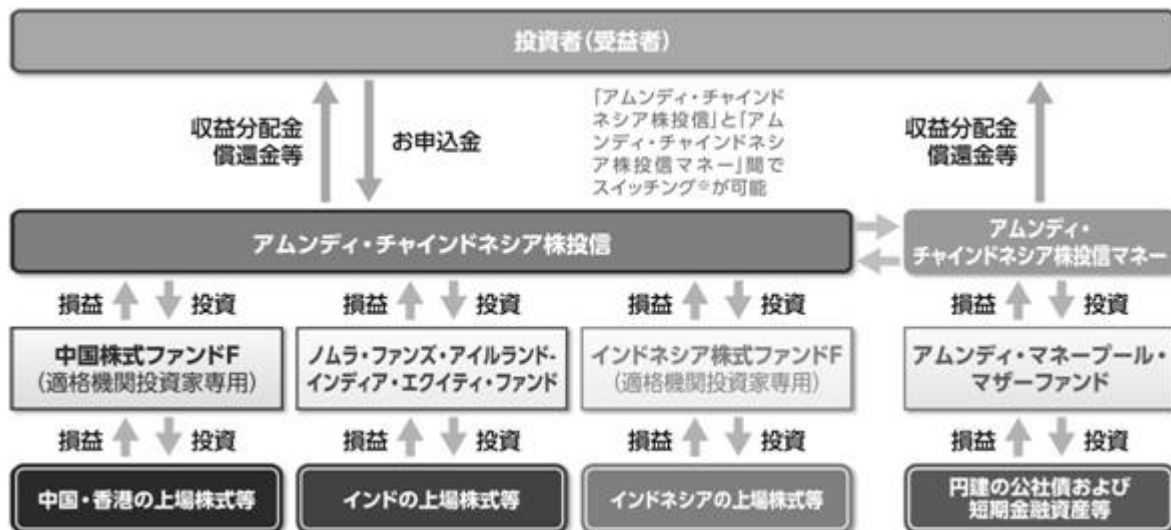 投資者(受益者)
収益分配金
償還金等
お申込金
「アムンディ・チャインド
ネシア株投信」と「アム
ンディ・チャインドネシ
ア株投信マネー」間で
スイッチング※が可能
収益分配金
償還金等
アムンディ・チャインドネシア株投信
アムンディ・
チャインドネシア株投信マネー
損益 投資
損益 投資
損益 投資
損益 投資
中国株式ファンドF
(適格機関投資家専用)
ノムラ・ファンズ・アイルランド-
インディア・エクイティ・ファンド
インドネシア株式ファンドF
(適格機関投資家専用)
アムンディ・マネープール・
マザーファンド
損益 投資
損益 投資
損益 投資
損益 投資
中国・香港の上場株式等
インドの上場株式等
インドネシアの上場株式等
円建の公社債および
短期金融資産等